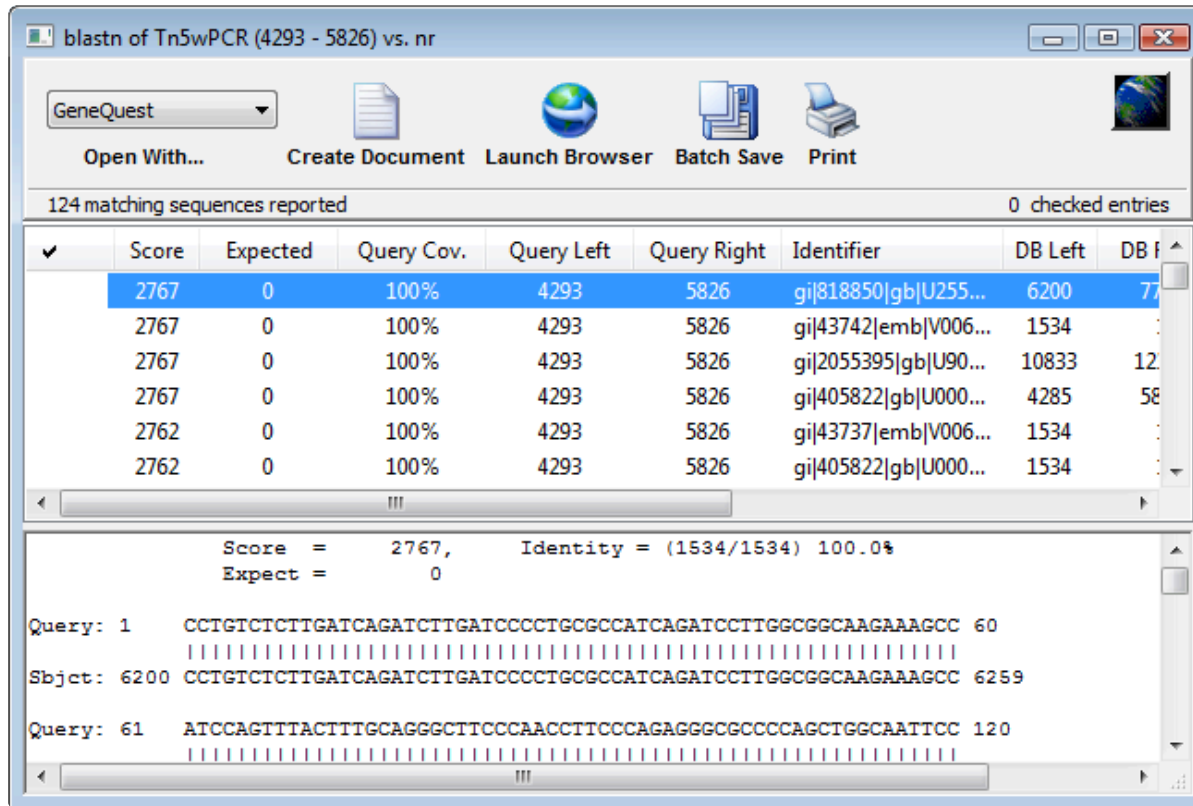 blastn of Tn5wPCR (4293 - 5826) vs. nr
GeneQuest
Open With... Create Document Launch Browser Batch Save Print
124 matching sequences reported 0 checked entries
✔ Score Expected Query Cov. Query Left Query Right Identifier DB Left DB
2767 0 100% 4293 5826 gi|818850|gb|U255... 6200 77
2767 0 100% 4293 5826 gi|43742|emb|V006... 1534
2767 0 100% 4293 5826 gi|2055395|gb|U90... 10833 12
2767 0 100% 4293 5826 gi|405822|gb|U000... 4285 58
2762 0 100% 4293 5826 gi|43737|emb|V006... 1534
2762 0 100% 4293 5826 gi|405822|gb|U000... 1534
Score = 2767, Identity = (1534/1534) 100.0%
Expect = 0
Query: 1 CCTGTCTCTTGATCAGATCTTGATCCCCTGCGCCATCAGATCCTTGGCGGCAAGAAAGCC 60
||||||||||||||||||||||||||||||||||||||||||||||||||||||||||||
Sbjct: 6200 CCTGTCTCTTGATCAGATCTTGATCCCCTGCGCCATCAGATCCTTGGCGGCAAGAAAGCC 6259
Query: 61 ATCCAGTTTACTTTGCAGGGCTTCCCAACCTTCCCAGAGGGCGCCCCAGCTGGCAATTCC 120
||||||||||||||||||||||||||||||||||||||||||||||||||||||||||||